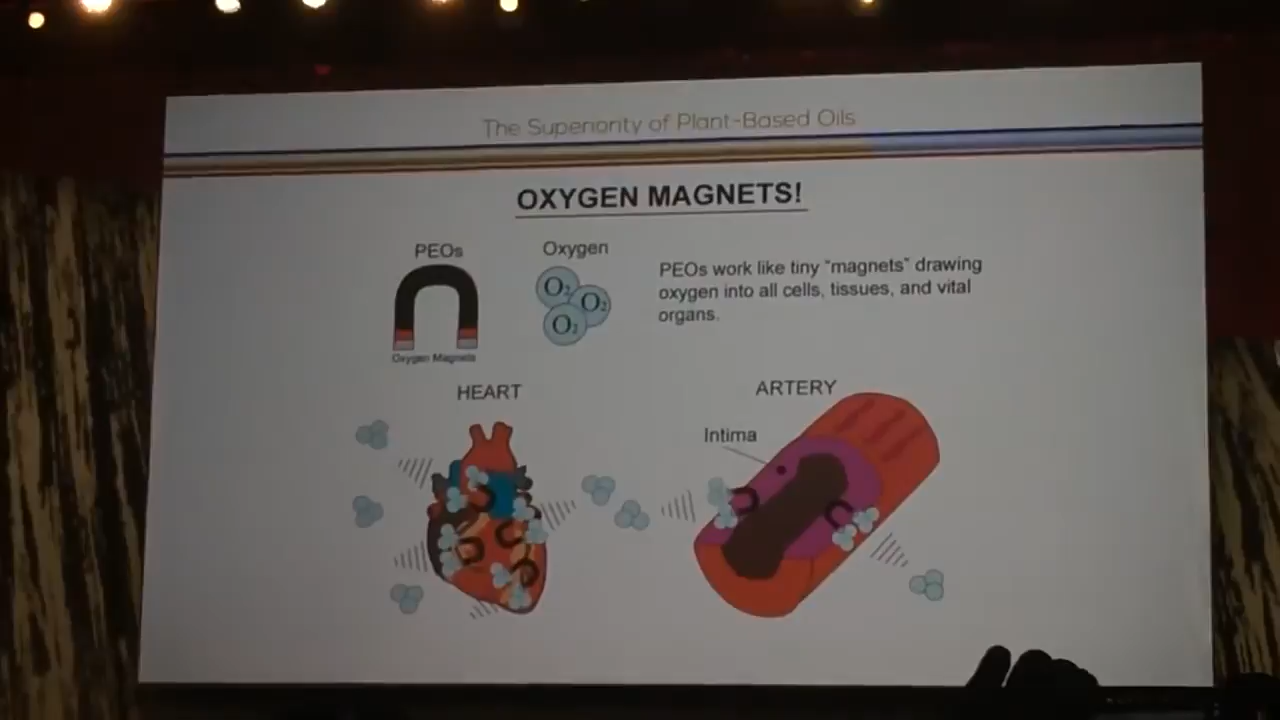 The Superiority of Plant-Based Oils
OXYGEN MAGNETS!
PEOs
Oxygen
O₂
O₂
O₂
PEOs work like tiny “magnets” drawing
oxygen into all cells, tissues, and vital
organs.
Oxygen Magnets
HEART
ARTERY
Intima